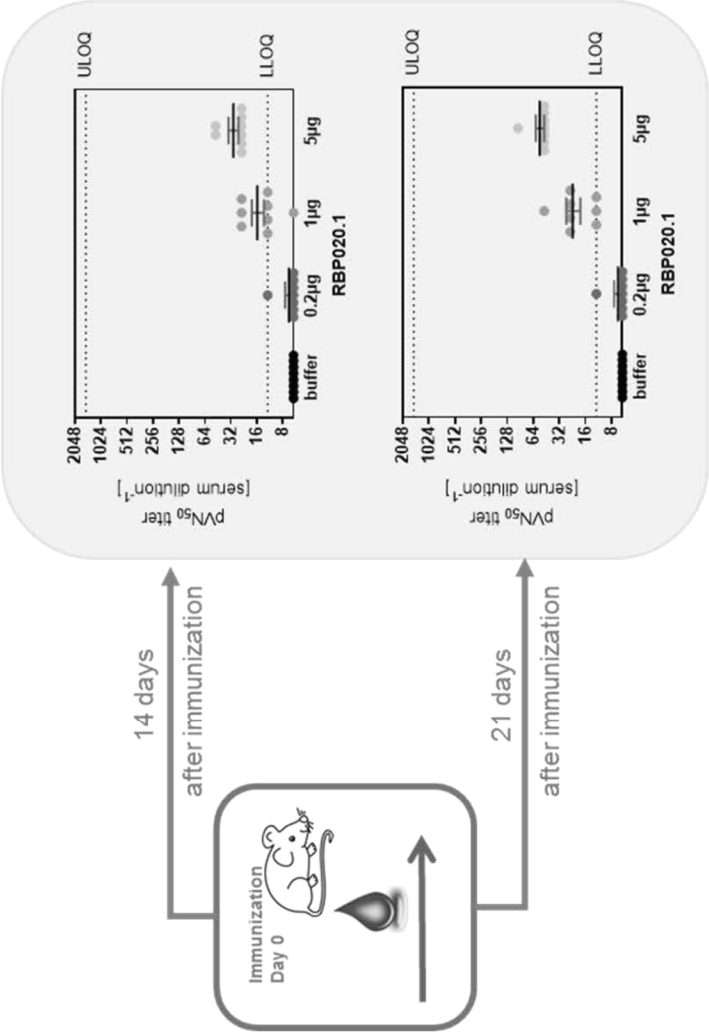 Immunization
Day 0
14 days
after immunization
21 days
after immunization
pVN50 titer
[serum dilution-1]
2048
1024
512
256
128
64
32
16
8
ULOQ
LLOQ
buffer
0.2µg
1µg
5µg
RBP020.1
pVN50 titer
[serum dilution-1]
2048
1024
512
256
128
64
32
16
8
ULOQ
LLOQ
buffer
0.2µg
1µg
5µg
RBP020.1